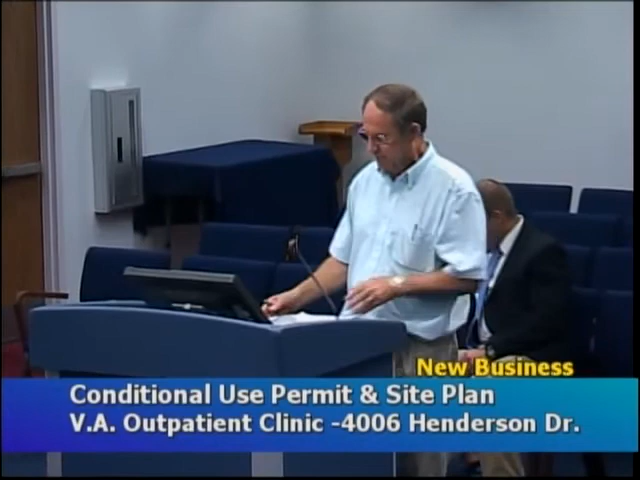 New Business
Conditional Use Permit & Site Plan
V.A. Outpatient Clinic -4006 Henderson Dr.